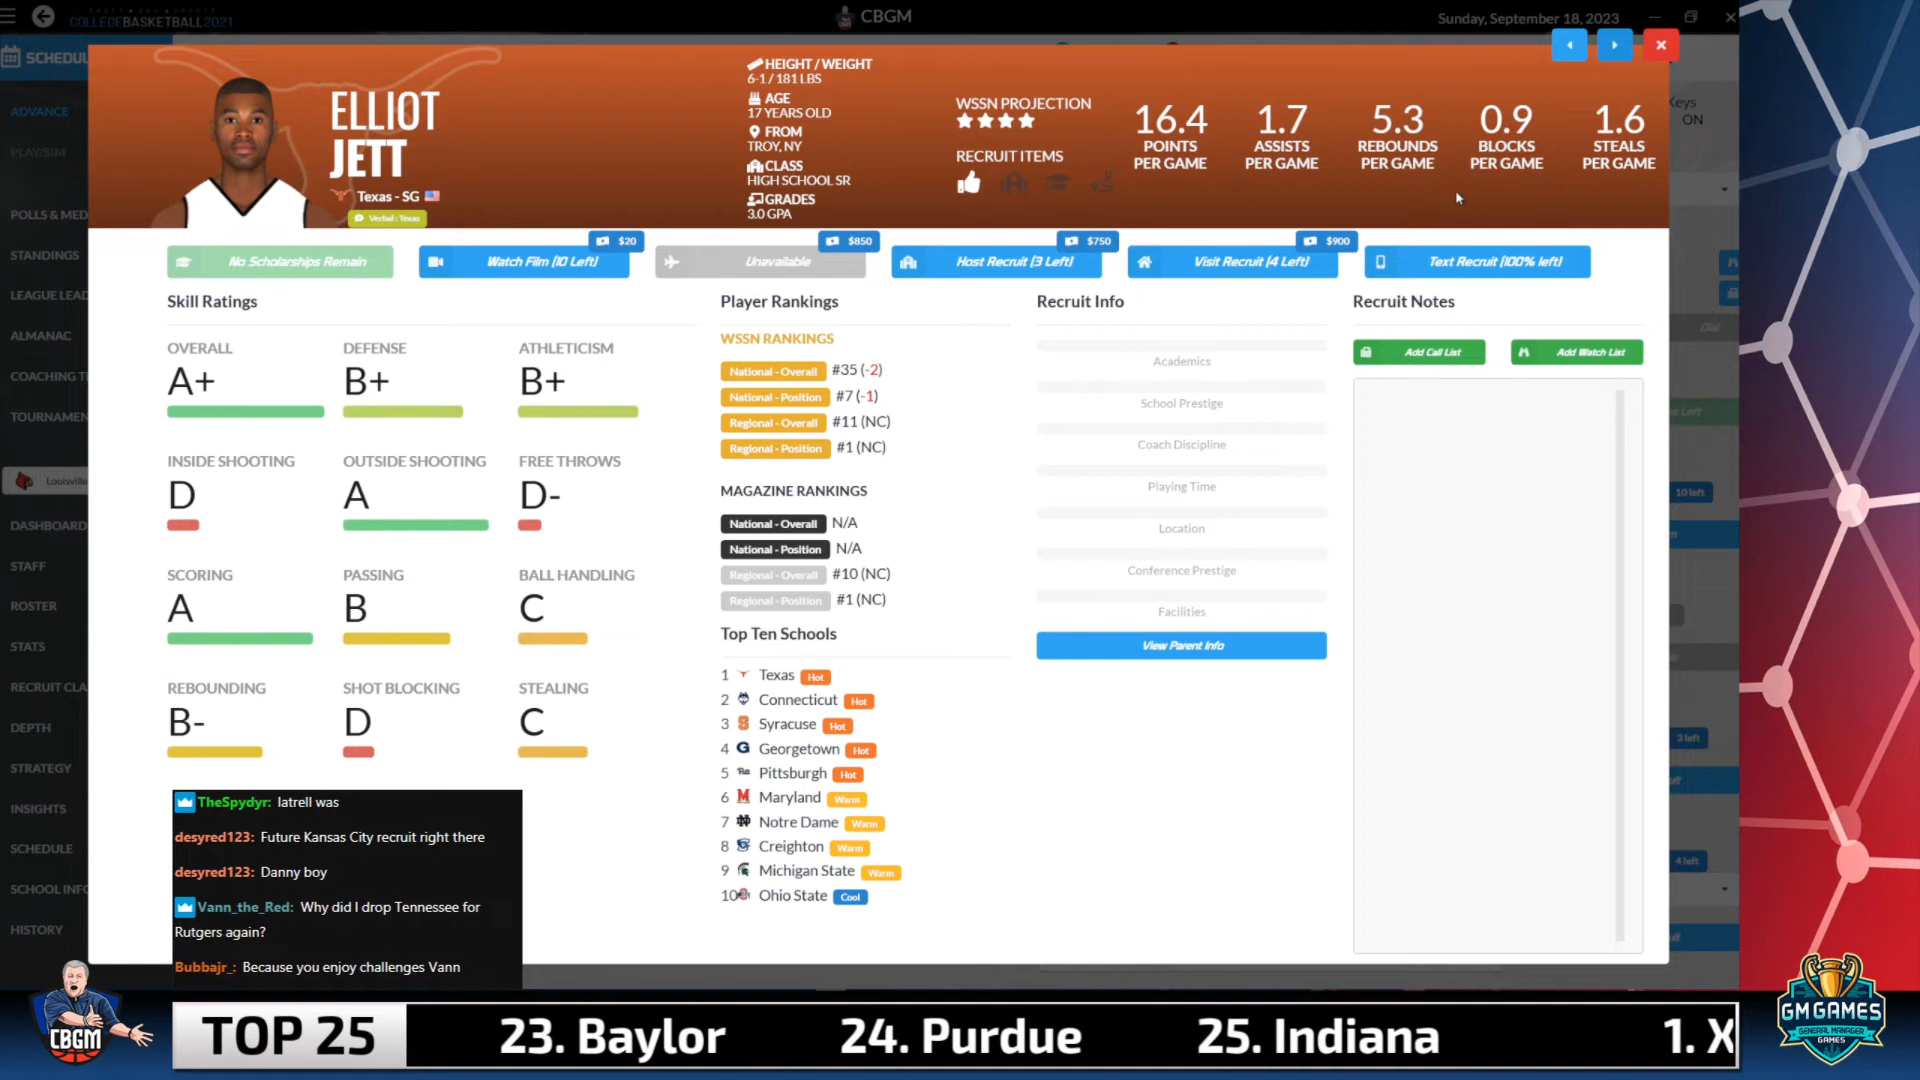 COLLEGEBASKETBALL2021
CBGM
Sunday, September 18, 2023
SCHEDU
ADVANCE
PLAY/SIM
POLLS & MED
STANDINGS
LEAGUE LEAD
ALMANAC
COACHING T
TOURNAMEN
Louisville
DASHBOARD
STAFF
ROSTER
STATS
RECRUIT CLA
DEPTH
STRATEGY
INSIGHTS
SCHEDULE
SCHOOL INFO
HISTORY
ELLIOT
JETT
Texas - SG
Verbal : Texas
HEIGHT / WEIGHT
6-1 / 181 LBS
AGE
17 YEARS OLD
FROM
TROY, NY
CLASS
HIGH SCHOOL SR
GRADES
3.0 GPA
WSSN PROJECTION
RECRUIT ITEMS
16.4
POINTS
PER GAME
1.7
ASSISTS
PER GAME
5.3
REBOUNDS
PER GAME
0.9
BLOCKS
PER GAME
1.6
STEALS
PER GAME
Keys
ON
No Scholarships Remain
$20
Watch Film (10 Left)
$850
Unavailable
$750
Host Recruit (3 Left)
$900
Visit Recruit (4 Left)
Text Recruit (100% left)
Skill Ratings
OVERALL
A+
DEFENSE
B+
ATHLETICISM
B+
INSIDE SHOOTING
D
OUTSIDE SHOOTING
A
FREE THROWS
D-
SCORING
A
PASSING
B
BALL HANDLING
C
REBOUNDING
B-
SHOT BLOCKING
D
STEALING
C
Player Rankings
WSSN RANKINGS
National - Overall #35 (-2)
National - Position #7 (-1)
Regional - Overall #11 (NC)
Regional - Position #1 (NC)
MAGAZINE RANKINGS
National - Overall N/A
National - Position N/A
Regional - Overall #10 (NC)
Regional - Position #1 (NC)
Top Ten Schools
1 Texas Hot
2 Connecticut Hot
3 Syracuse Hot
4 Georgetown Hot
5 Pittsburgh Hot
6 Maryland Warm
7 Notre Dame Warm
8 Creighton Warm
9 Michigan State Warm
10 Ohio State Cool
Recruit Info
Academics
School Prestige
Coach Discipline
Playing Time
Location
Conference Prestige
Facilities
View Parent Info
Recruit Notes
Add Call List
Add Watch List
Dial
Left
10 left
3 left
4 left
TheSpydyr: latrell was
desyred123: Future Kansas City recruit right there
desyred123: Danny boy
Vann_the_Red: Why did I drop Tennessee for
Rutgers again?
Bubbajr_: Because you enjoy challenges Vann
CBGM
TOP 25
23. Baylor
24. Purdue
25. Indiana
1. X
GM GAMES
GENERAL MANAGER
GAMES